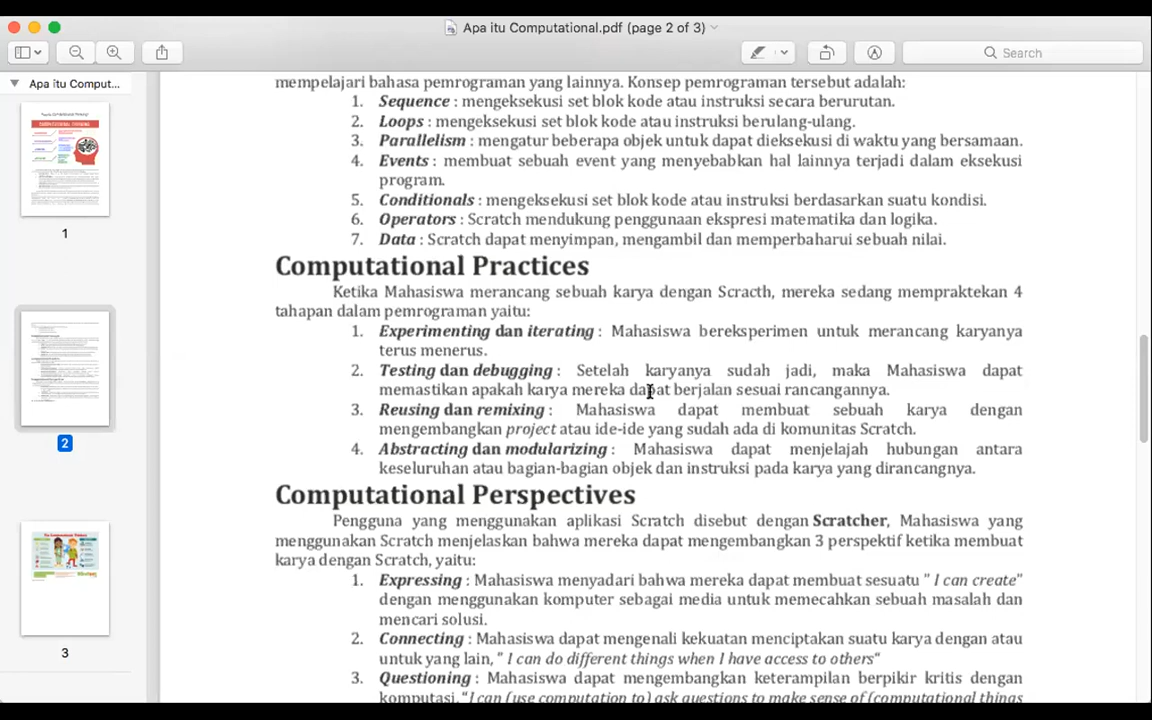 Apa itu Computational.pdf (page 2 of 3)
Search
Apa itu Comput...
1
2
3
mempelajari bahasa pemrograman yang lainnya. Konsep pemrograman tersebut adalah:
1. Sequence : mengeksekusi set blok kode atau instruksi secara berurutan.
2. Loops : mengeksekusi set blok kode atau instruksi berulang-ulang.
3. Parallelism : mengatur beberapa objek untuk dapat dieksekusi di waktu yang bersamaan.
4. Events : membuat sebuah event yang menyebabkan hal lainnya terjadi dalam eksekusi
program.
5. Conditionals : mengeksekusi set blok kode atau instruksi berdasarkan suatu kondisi.
6. Operators : Scratch mendukung penggunaan ekspresi matematika dan logika.
7. Data : Scratch dapat menyimpan, mengambil dan memperbaharui sebuah nilai.
Computational Practices
Ketika Mahasiswa merancang sebuah karya dengan Scracth, mereka sedang mempraktekan 4
tahapan dalam pemrograman yaitu:
1. Experimenting dan iterating : Mahasiswa bereksperimen untuk merancang karyanya
terus menerus.
2. Testing dan debugging : Setelah karyanya sudah jadi, maka Mahasiswa dapat
memastikan apakah karya mereka dapat berjalan sesuai rancangannya.
3. Reusing dan remixing : Mahasiswa dapat membuat sebuah karya dengan
mengembangkan project atau ide-ide yang sudah ada di komunitas Scratch.
4. Abstracting dan modularizing : Mahasiswa dapat menjelajah hubungan antara
keseluruhan atau bagian-bagian objek dan instruksi pada karya yang dirancangnya.
Computational Perspectives
Pengguna yang menggunakan aplikasi Scratch disebut dengan Scratcher, Mahasiswa yang
menggunakan Scratch menjelaskan bahwa mereka dapat mengembangkan 3 perspektif ketika membuat
karya dengan Scratch, yaitu:
1. Expressing : Mahasiswa menyadari bahwa mereka dapat membuat sesuatu " I can create"
dengan menggunakan komputer sebagai media untuk memecahkan sebuah masalah dan
mencari solusi.
2. Connecting : Mahasiswa dapat mengenali kekuatan menciptakan suatu karya dengan atau
untuk yang lain, " I can do different things when I have access to others"
3. Questioning : Mahasiswa dapat mengembangkan keterampilan berpikir kritis dengan
komputasi, "I can (use computation to) ask questions to make sense of (computational things